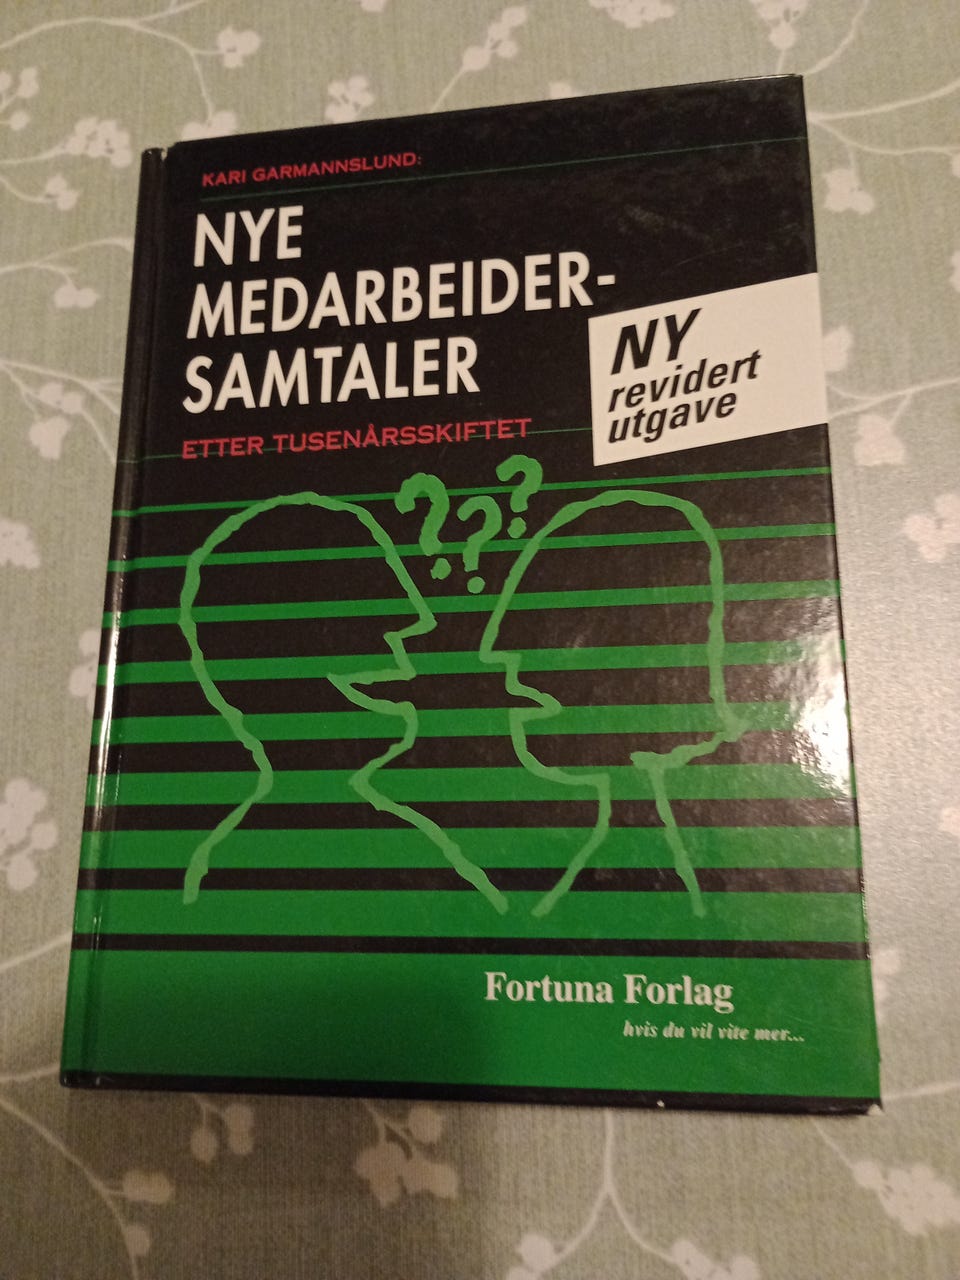 KARI GARMANNSLUND:
NYE
MEDARBEIDER-
SAMTALER
NY
revidert
utgave
ETTER TUSENÅRSSKIFTET
???
Fortuna Forlag
hvis du vil vite mer...